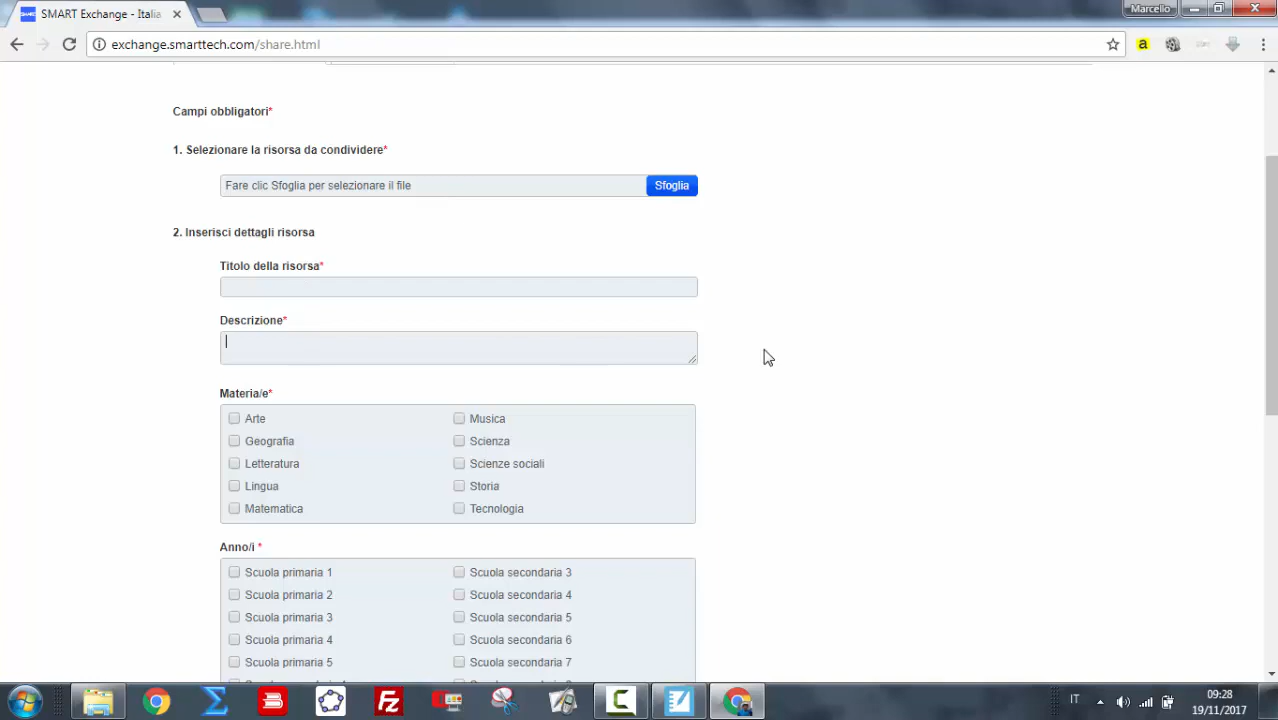 SMART Exchange - Italia
Marcello
exchange.smarttech.com/share.html
a
Campi obbligatori*
1. Selezionare la risorsa da condividere*
Fare clic Sfoglia per selezionare il file
Sfoglia
2. Inserisci dettagli risorsa
Titolo della risorsa*
Descrizione*
Materia/e*
Arte Musica
Geografia Scienza
Letteratura Scienze sociali
Lingua Storia
Matematica Tecnologia
Anno/i *
Scuola primaria 1 Scuola secondaria 3
Scuola primaria 2 Scuola secondaria 4
Scuola primaria 3 Scuola secondaria 5
Scuola primaria 4 Scuola secondaria 6
Scuola primaria 5 Scuola secondaria 7
IT
09:28
19/11/2017